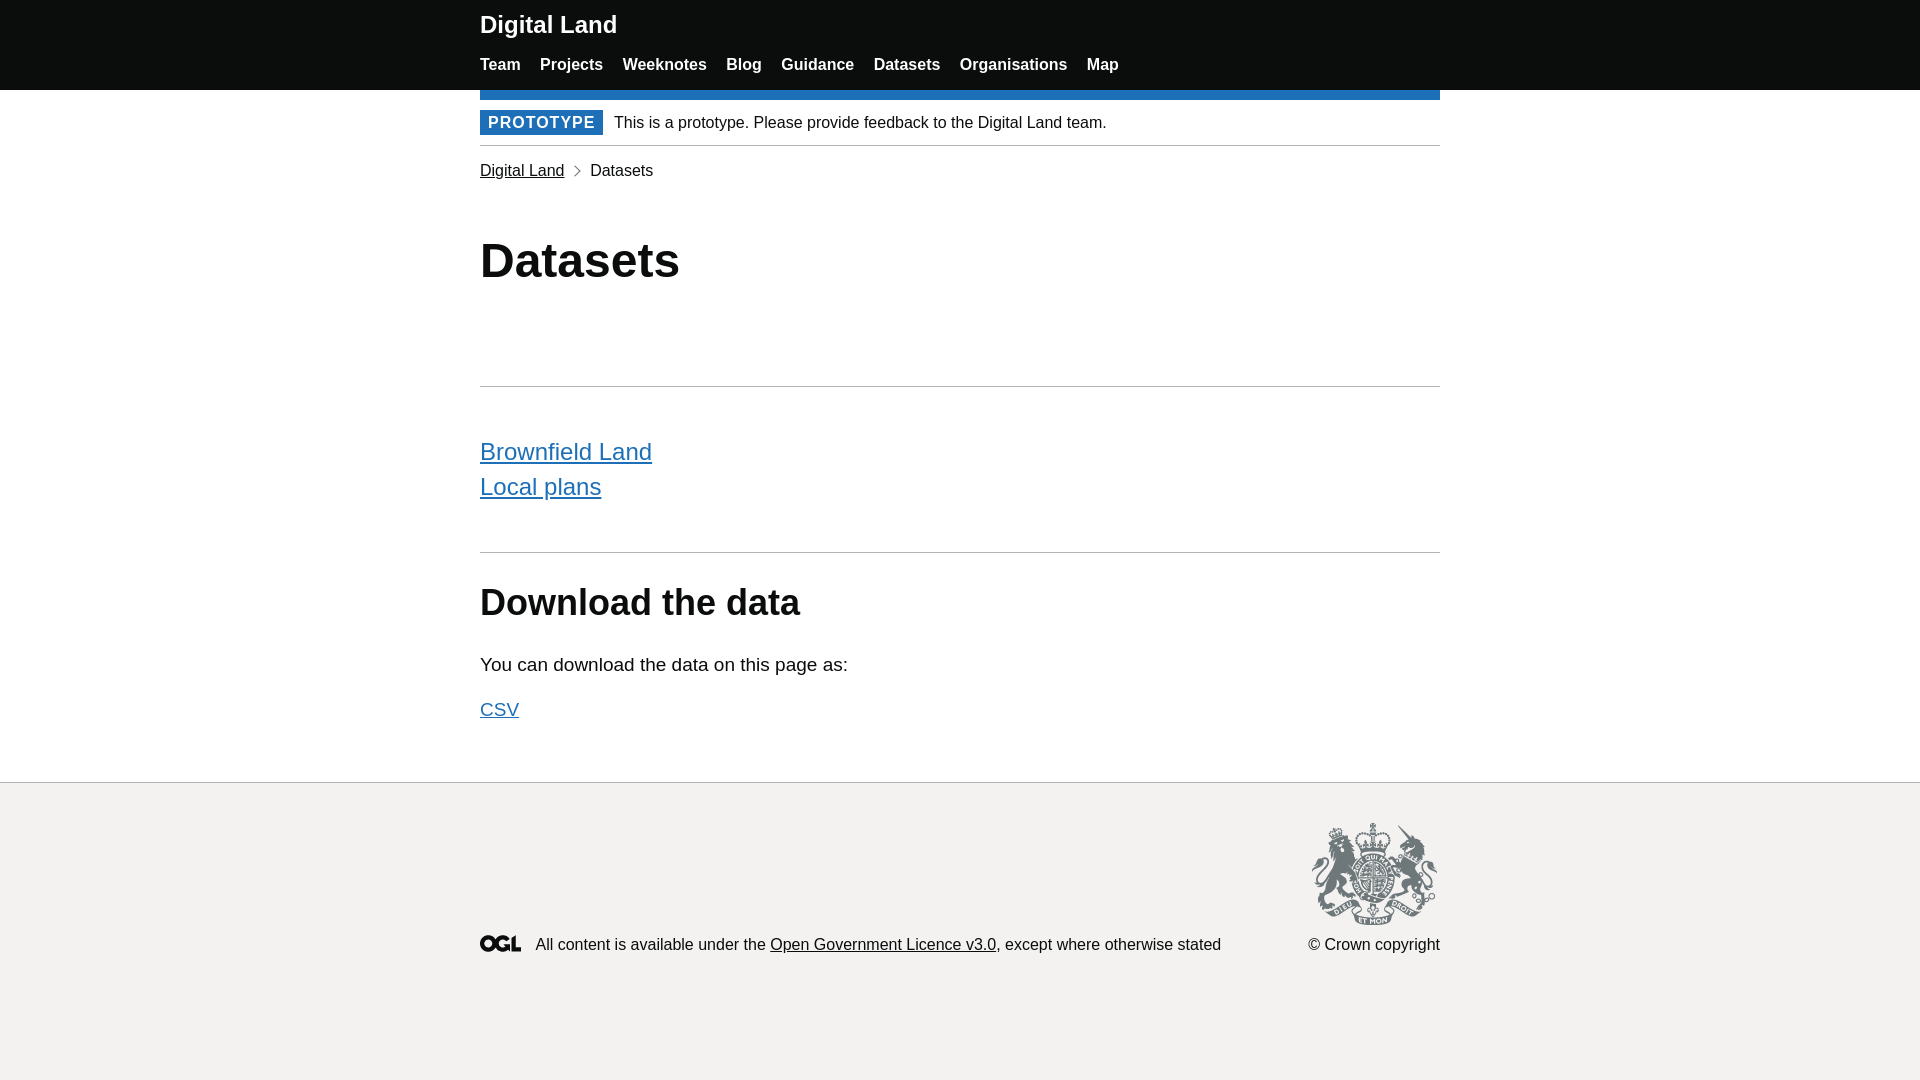 Digital Land
Team Projects Weeknotes Blog Guidance Datasets Organisations Map
PROTOTYPE This is a prototype. Please provide feedback to the Digital Land team.
Digital Land Datasets
Datasets
Brownfield Land
Local plans
Download the data
You can download the data on this page as:
CSV
OGL All content is available under the Open Government Licence v3.0, except where otherwise stated
© Crown copyright